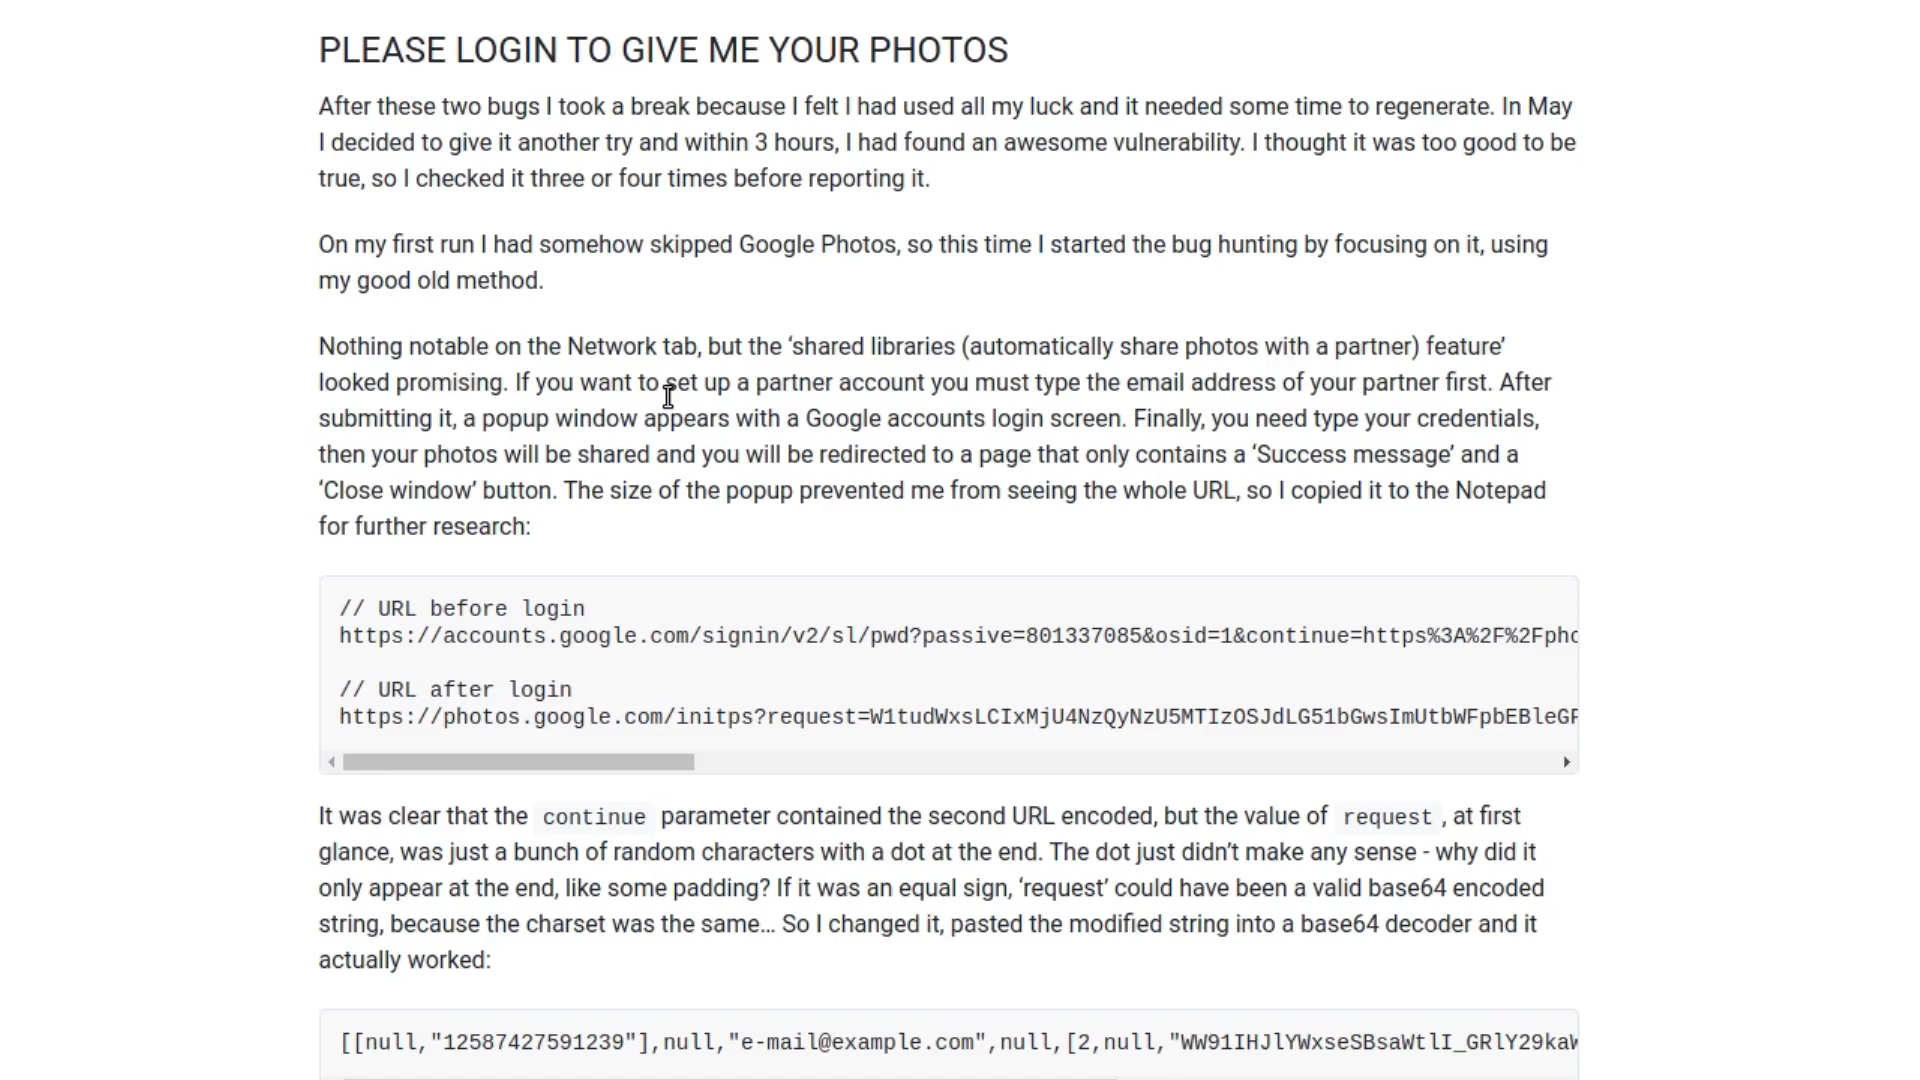 PLEASE LOGIN TO GIVE ME YOUR PHOTOS
After these two bugs I took a break because I felt I had used all my luck and it needed some time to regenerate. In May
I decided to give it another try and within 3 hours, I had found an awesome vulnerability. I thought it was too good to be
true, so I checked it three or four times before reporting it.
On my first run I had somehow skipped Google Photos, so this time I started the bug hunting by focusing on it, using
my good old method.
Nothing notable on the Network tab, but the ‘shared libraries (automatically share photos with a partner) feature’
looked promising. If you want to set up a partner account you must type the email address of your partner first. After
submitting it, a popup window appears with a Google accounts login screen. Finally, you need type your credentials,
then your photos will be shared and you will be redirected to a page that only contains a ‘Success message’ and a
‘Close window’ button. The size of the popup prevented me from seeing the whole URL, so I copied it to the Notepad
for further research:
// URL before login
https://accounts.google.com/signin/v2/sl/pwd?passive=801337085&osid=1&continue=https%3A%2F%2Fpho
// URL after login
https://photos.google.com/initps?request=W1tudWxsLCIxMjU4NzQyNzU5MTIzOSJdLG51bGwsImUtbWFpbEBleGF
It was clear that the continue parameter contained the second URL encoded, but the value of request , at first
glance, was just a bunch of random characters with a dot at the end. The dot just didn’t make any sense - why did it
only appear at the end, like some padding? If it was an equal sign, ‘request’ could have been a valid base64 encoded
string, because the charset was the same… So I changed it, pasted the modified string into a base64 decoder and it
actually worked:
[[null,"12587427591239"],null,"e-mail@example.com",null,[2,null,"WW91IHJlYWxseSBsaWtlI_GRlY29kaW